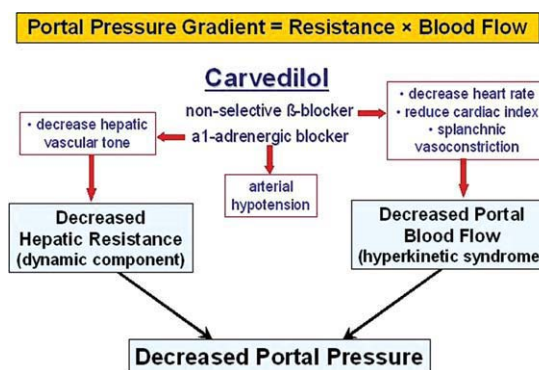 Portal Pressure Gradient = Resistance × Blood Flow
Carvedilol
non-selective ß-blocker
a1-adrenergic blocker
• decrease hepatic
vascular tone
• decrease heart rate
• reduce cardiac index
• splanchnic
vasoconstriction
arterial
hypotension
Decreased
Hepatic Resistance
(dynamic component)
Decreased Portal
Blood Flow
(hyperkinetic syndrome
Decreased Portal Pressure